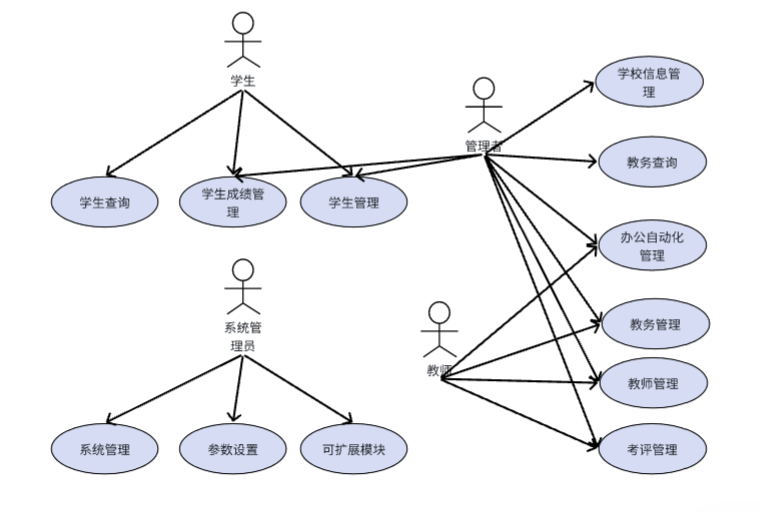 学生
管理者
学校信息管
理
教务查询
学生查询
学生成绩管
理
学生管理
办公自动化
管理
系统管
理员
教师
教务管理
教师管理
系统管理
参数设置
可扩展模块
考评管理